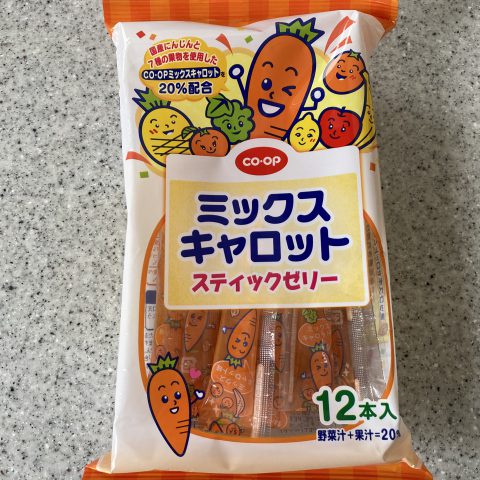 国産にんじんと
7種の果物を使用した
CO・OPミックスキャロット
20%配合
CO・OP
ミックス
キャロット
スティックゼリー
12本入
野菜汁+果汁=20%